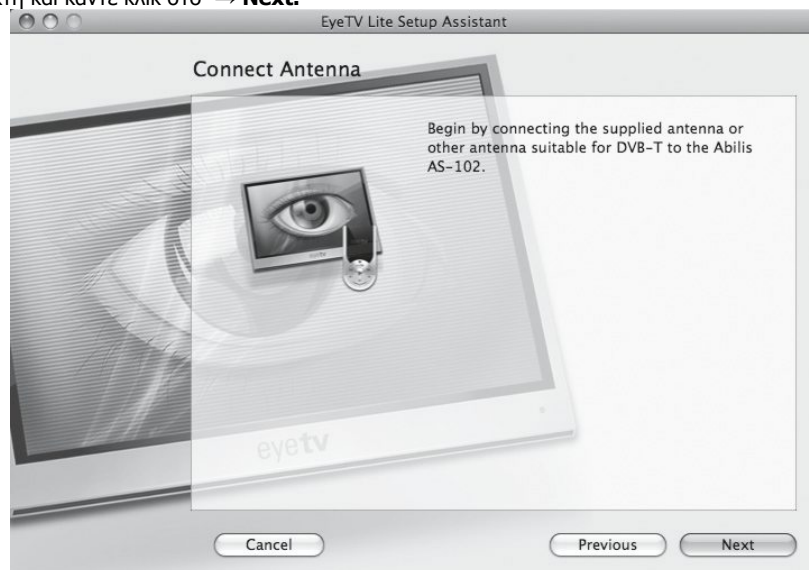 και κάντε κλικ στο → Next.
EyeTV Lite Setup Assistant
Connect Antenna
Begin by connecting the supplied antenna or
other antenna suitable for DVB-T to the Abilis
AS-102.
eyetv
eyetv
Cancel
Previous
Next